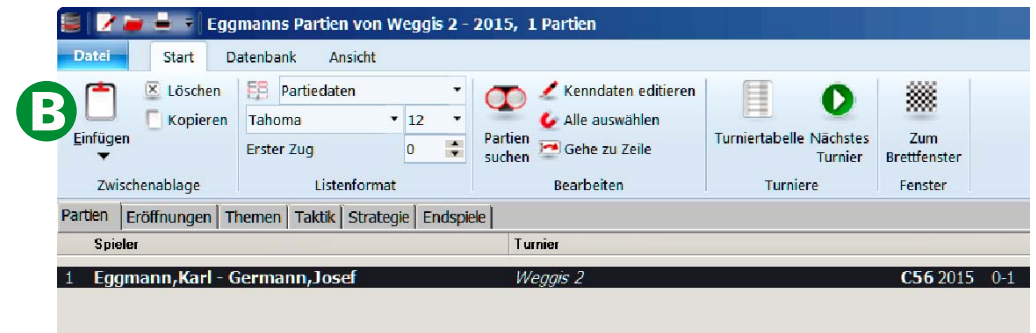 Eggmanns Partien von Weggis 2 - 2015, 1 Partien
Datei Start Datenbank Ansicht
B
Einfügen
Löschen
Kopieren
Zwischenablage
Partiedaten
Tahoma 12
Erster Zug 0
Listenformat
Partien suchen
Kenndaten editieren
Alle auswählen
Gehe zu Zeile
Bearbeiten
Turniertabelle
Nächstes Turnier
Turniere
Zum Brettfenster
Fenster
Partien Eröffnungen Themen Taktik Strategie Endspiele
Spieler Turnier
1 Eggmann,Karl - Germann,Josef Weggis 2 C56 2015 0-1